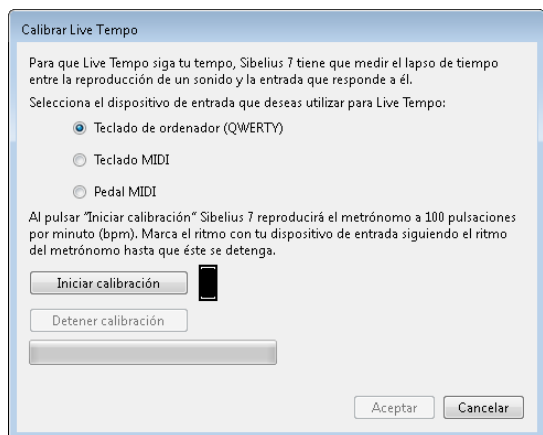 Calibrar Live Tempo
Para que Live Tempo siga tu tempo, Sibelius 7 tiene que medir el lapso de tiempo
entre la reproducción de un sonido y la entrada que responde a él.
Selecciona el dispositivo de entrada que deseas utilizar para Live Tempo:
Teclado de ordenador (QWERTY)
Teclado MIDI
Pedal MIDI
Al pulsar "Iniciar calibración" Sibelius 7 reproducirá el metrónomo a 100 pulsaciones
por minuto (bpm). Marca el ritmo con tu dispositivo de entrada siguiendo el ritmo
del metrónomo hasta que éste se detenga.
Iniciar calibración
Detener calibración
Aceptar Cancelar